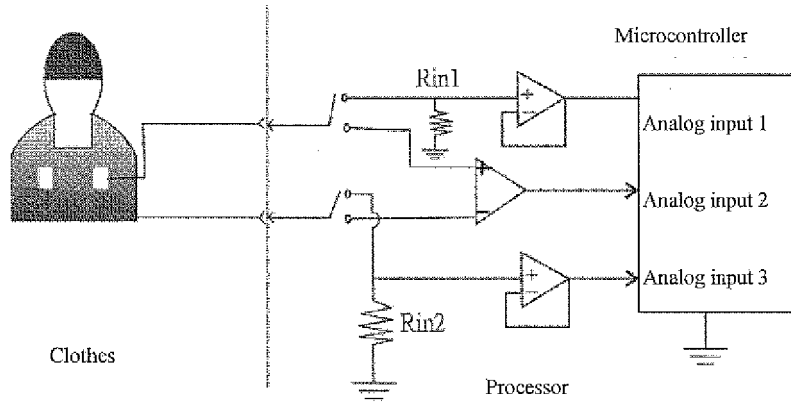 Microcontroller
Rin1
Analog input 1
Analog input 2
Analog input 3
Rin2
Clothes
Processor